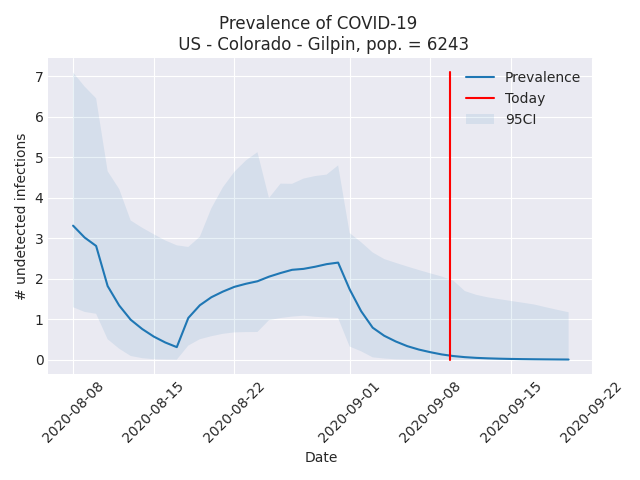 Prevalence of COVID-19
US - Colorado - Gilpin, pop. = 6243
Prevalence
Today
95CI
# undetected infections
7
6
5
4
3
2
1
0
2020-08-08
2020-08-15
2020-08-22
2020-09-01
2020-09-08
2020-09-15
2020-09-22
Date